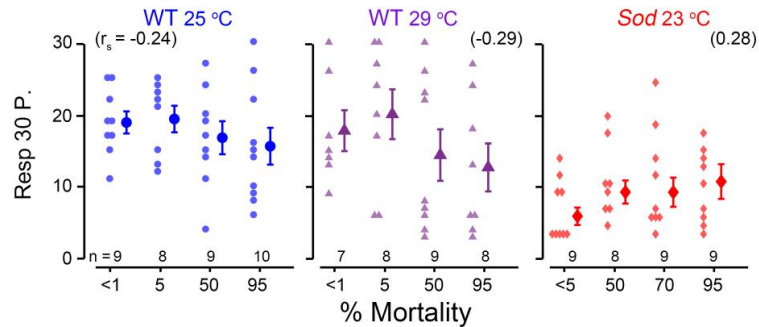 WT 25 °C WT 29 °C Sod 23 °C
(rs = -0.24) (-0.29) (0.28)
30
20
10
0
Resp 30 P.
n = 9 8 9 10 7 8 9 8 9 8 9 9
<1 5 50 95 <1 5 50 95 <5 50 70 95
% Mortality